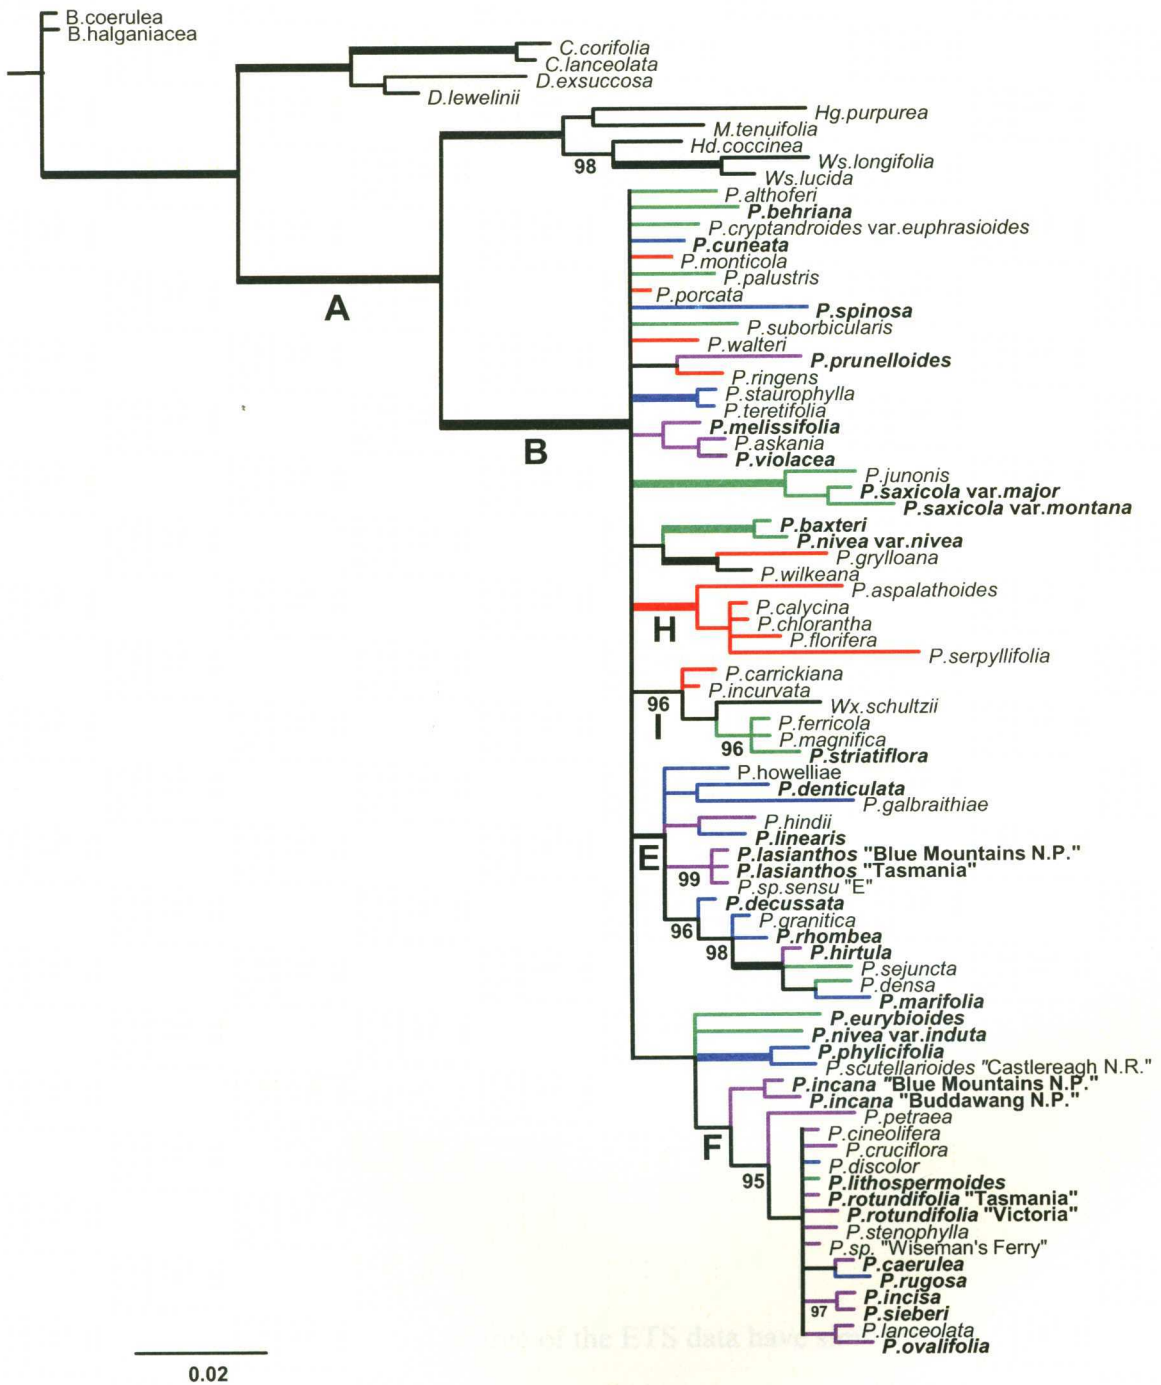 B.coerulea
B.halganiacea
C.corifolia
C.lanceolata
D.exsuccosa
D.lewelinii
Hg.purpurea
M.tenuifolia
Hd.coccinea
98
Ws.longifolia
Ws.lucida
P.althoferi
P.behriana
P.cryptandroides var.euphrasioides
P.cuneata
P.monticola
P.palustris
A
P.porcata
P.spinosa
P.suborbicularis
P.walteri
P.prunelloides
P.ringens
P.staurophylla
P.teretifolia
P.melissifolia
B
P.askania
P.violacea
P.junonis
P.saxicola var.major
P.saxicola var.montana
P.baxteri
P.nivea var.nivea
P.grylloana
P.wilkeana
P.aspalathoides
P.calycina
P.chlorantha
H
P.florifera
P.serpyllifolia
P.carrickiana
P.incurvata
96
Wx.schultzii
I
P.ferricola
P.magnifica
96
P.striatiflora
P.howelliae
P.denticulata
P.galbraithiae
P.hindii
P.linearis
E
P.lasianthos "Blue Mountains N.P."
P.lasianthos "Tasmania"
99
P.sp.sensu "E"
P.decussata
P.granitica
96
P.rhombea
98
P.hirtula
P.sejuncta
P.densa
P.marifolia
P.eurybioides
P.nivea var.induta
P.phylicifolia
P.scutellarioides "Castlereagh N.R."
P.incana "Blue Mountains N.P."
P.incana "Buddawang N.P."
P.petraea
P.cineolifera
F
P.cruciflora
P.discolor
95
P.lithospermoides
P.rotundifolia "Tasmania"
P.rotundifolia "Victoria"
P.stenophylla
P.sp. "Wiseman's Ferry"
P.caerulea
P.rugosa
P.incisa
97
P.sieberi
P.lanceolata
of the ETS data have
P.ovalifolia
0.02